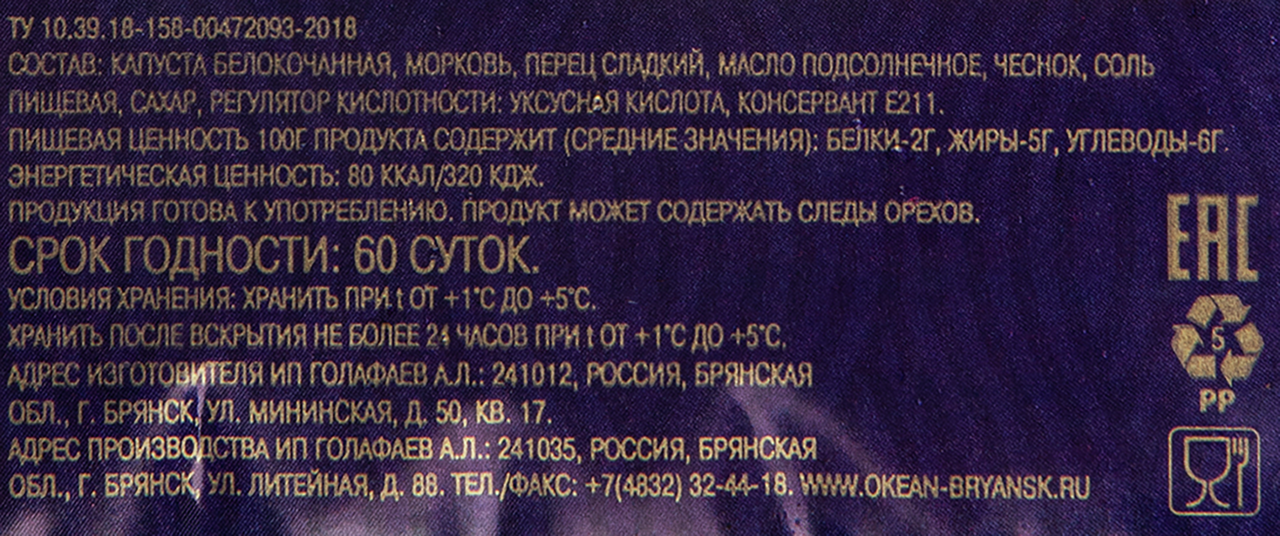 ТУ 10.39.18-158-00472093-2018
СОСТАВ: КАПУСТА БЕЛОКОЧАННАЯ, МОРКОВЬ, ПЕРЕЦ СЛАДКИЙ, МАСЛО ПОДСОЛНЕЧНОЕ, ЧЕСНОК, СОЛЬ
ПИЩЕВАЯ, САХАР, РЕГУЛЯТОР КИСЛОТНОСТИ: УКСУСНАЯ КИСЛОТА, КОНСЕРВАНТ Е211.
ПИЩЕВАЯ ЦЕННОСТЬ 100Г ПРОДУКТА СОДЕРЖИТ (СРЕДНИЕ ЗНАЧЕНИЯ): БЕЛКИ-2Г, ЖИРЫ-5Г, УГЛЕВОДЫ-6Г.
ЭНЕРГЕТИЧЕСКАЯ ЦЕННОСТЬ: 80 ККАЛ/320 КДЖ.
ПРОДУКЦИЯ ГОТОВА К УПОТРЕБЛЕНИЮ. ПРОДУКТ МОЖЕТ СОДЕРЖАТЬ СЛЕДЫ ОРЕХОВ.
СРОК ГОДНОСТИ: 60 СУТОК.
УСЛОВИЯ ХРАНЕНИЯ: ХРАНИТЬ ПРИ t ОТ +1°С ДО +5°С.
ХРАНИТЬ ПОСЛЕ ВСКРЫТИЯ НЕ БОЛЕЕ 24 ЧАСОВ ПРИ t ОТ +1°С ДО +5°С.
АДРЕС ИЗГОТОВИТЕЛЯ ИП ГОЛАФАЕВ А.Л.: 241012, РОССИЯ, БРЯНСКАЯ
ОБЛ., Г. БРЯНСК, УЛ. МИНИНСКАЯ, Д. 50, КВ. 17.
АДРЕС ПРОИЗВОДСТВА ИП ГОЛАФАЕВ А.Л.: 241035, РОССИЯ, БРЯНСКАЯ
ОБЛ., Г. БРЯНСК, УЛ. ЛИТЕЙНАЯ, Д. 88. ТЕЛ./ФАКС: +7(4832) 32-44-18. WWW.OKEAN-BRYANSK.RU
EAC
5
PP